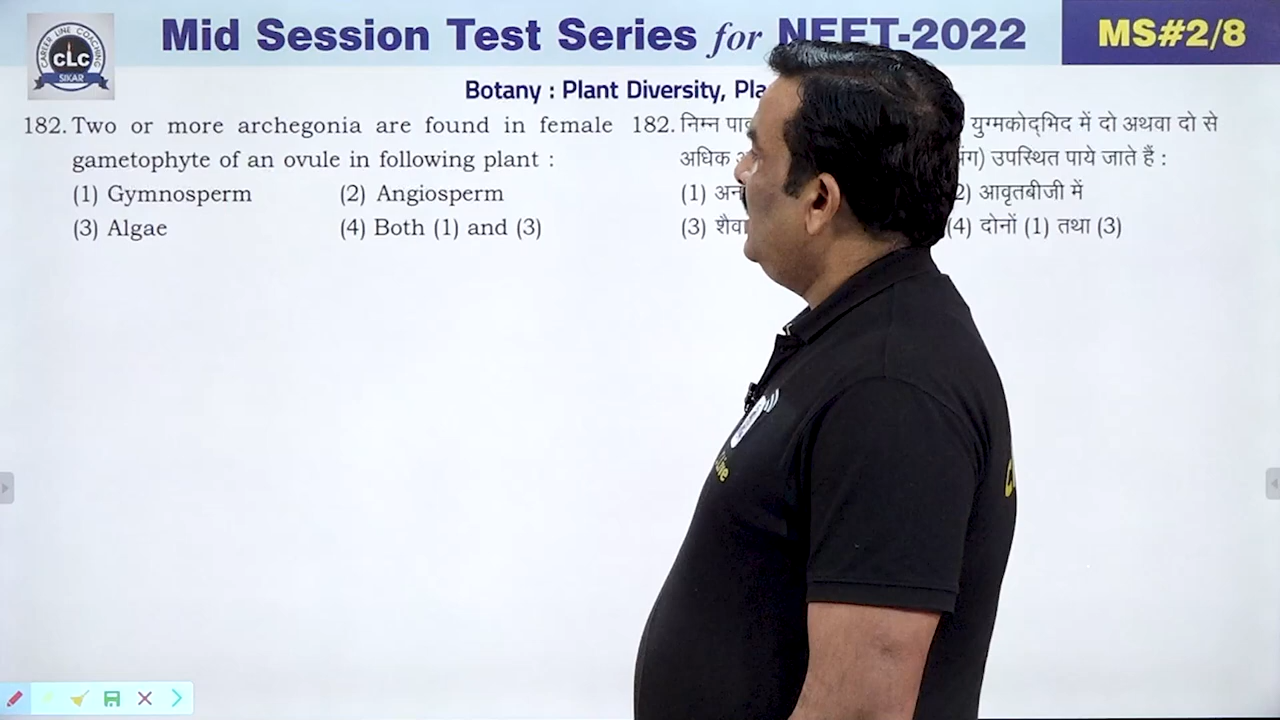 Mid Session Test Series for NEET-2022
MS#2/8
CAREER LINE COACHING
CLC
SIKAR
Botany : Plant Diversity,
182. Two or more archegonia are found in female
gametophyte of an ovule in following plant :
(1) Gymnosperm (2) Angiosperm
(3) Algae (4) Both (1) and (3)
182. निम्न युग्मकोद्भिद में दो अथवा दो से
अधिक उपस्थित पाये जाते हैं :
(1) 2) आवृतबीजी में
(3) (4) दोनों (1) तथा (3)